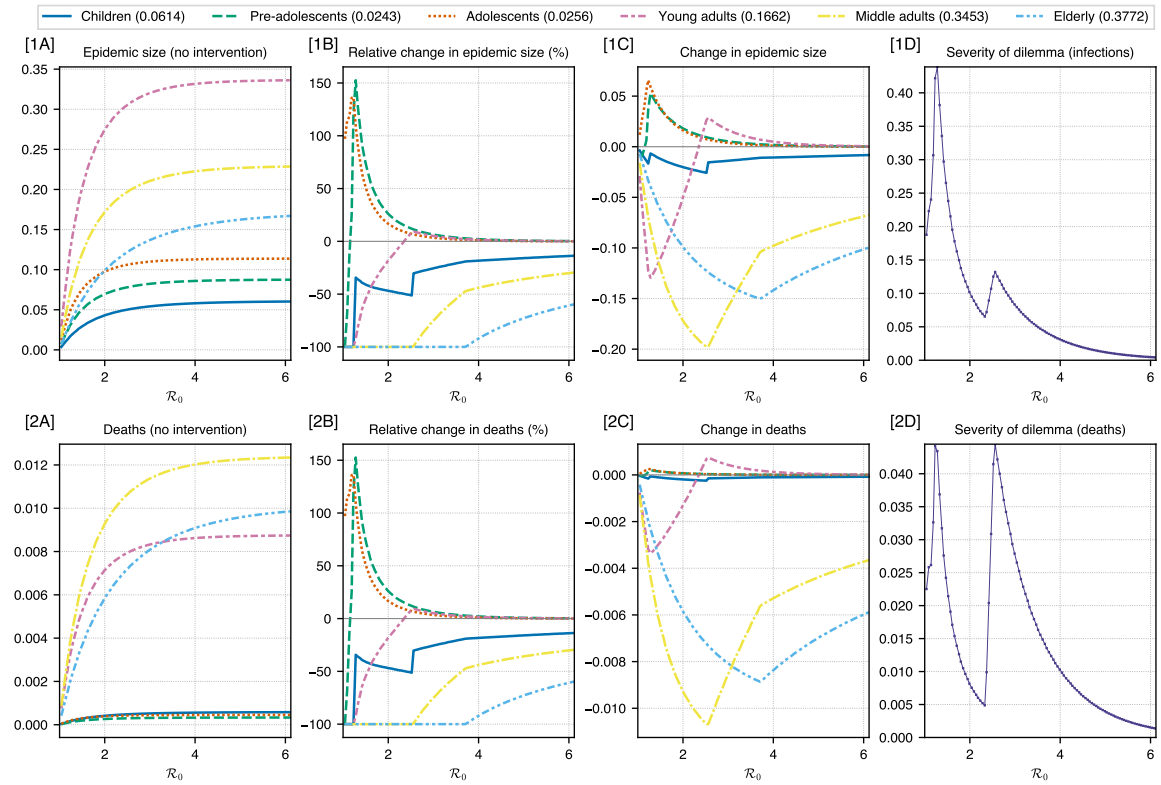 Children (0.0614) Pre-adolescents (0.0243) Adolescents (0.0256) Young adults (0.1662) Middle adults (0.3453) Elderly (0.3772)
[1A] Epidemic size (no intervention)
0.35
0.30
0.25
0.20
0.15
0.10
0.05
0.00
2 4 6
R₀
[1B] Relative change in epidemic size (%)
150
100
50
0
−50
−100
2 4 6
R₀
[1C] Change in epidemic size
0.05
0.00
−0.05
−0.10
−0.15
−0.20
2 4 6
R₀
[1D] Severity of dilemma (infections)
0.40
0.35
0.30
0.25
0.20
0.15
0.10
0.05
0.00
2 4 6
R₀
[2A] Deaths (no intervention)
0.012
0.010
0.008
0.006
0.004
0.002
0.000
2 4 6
R₀
[2B] Relative change in deaths (%)
150
100
50
0
−50
−100
2 4 6
R₀
[2C] Change in deaths
0.000
−0.002
−0.004
−0.006
−0.008
−0.010
2 4 6
R₀
[2D] Severity of dilemma (deaths)
0.040
0.035
0.030
0.025
0.020
0.015
0.010
0.005
0.000
2 4 6
R₀